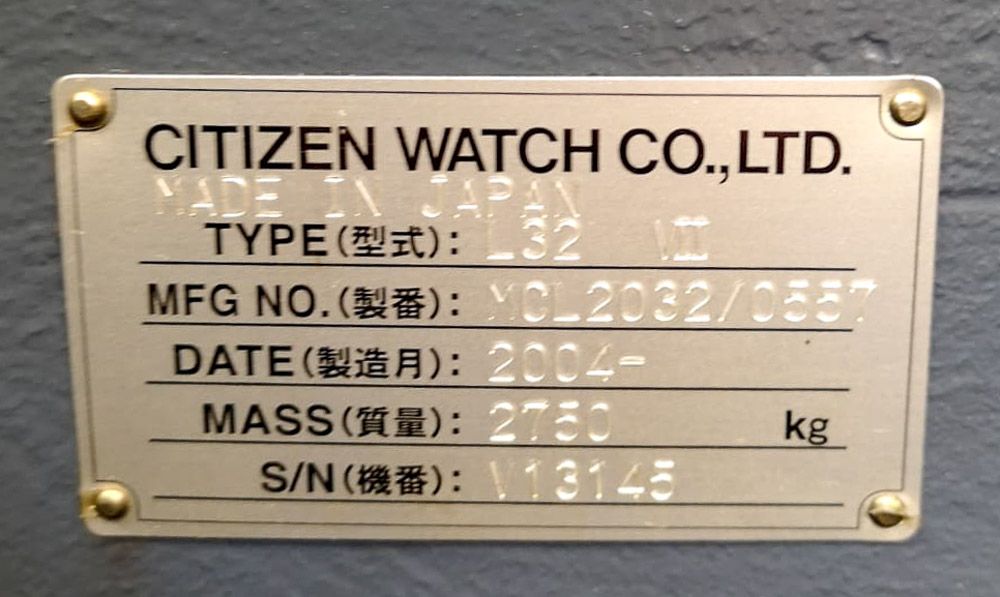 CITIZEN WATCH CO.,LTD.
MADE IN JAPAN
TYPE(型式): L32 VIII
MFG NO.(製番): MCL2032/0557
DATE(製造月): 2004-
MASS(質量): 2750 kg
S/N(機番): V13145